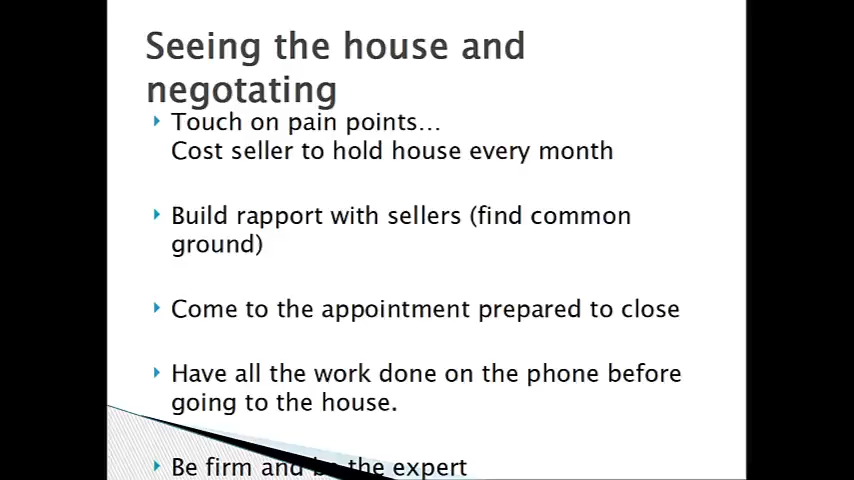 Seeing the house and
negotating
Touch on pain points…
Cost seller to hold house every month
Build rapport with sellers (find common
ground)
Come to the appointment prepared to close
Have all the work done on the phone before
going to the house.
Be firm and be the expert